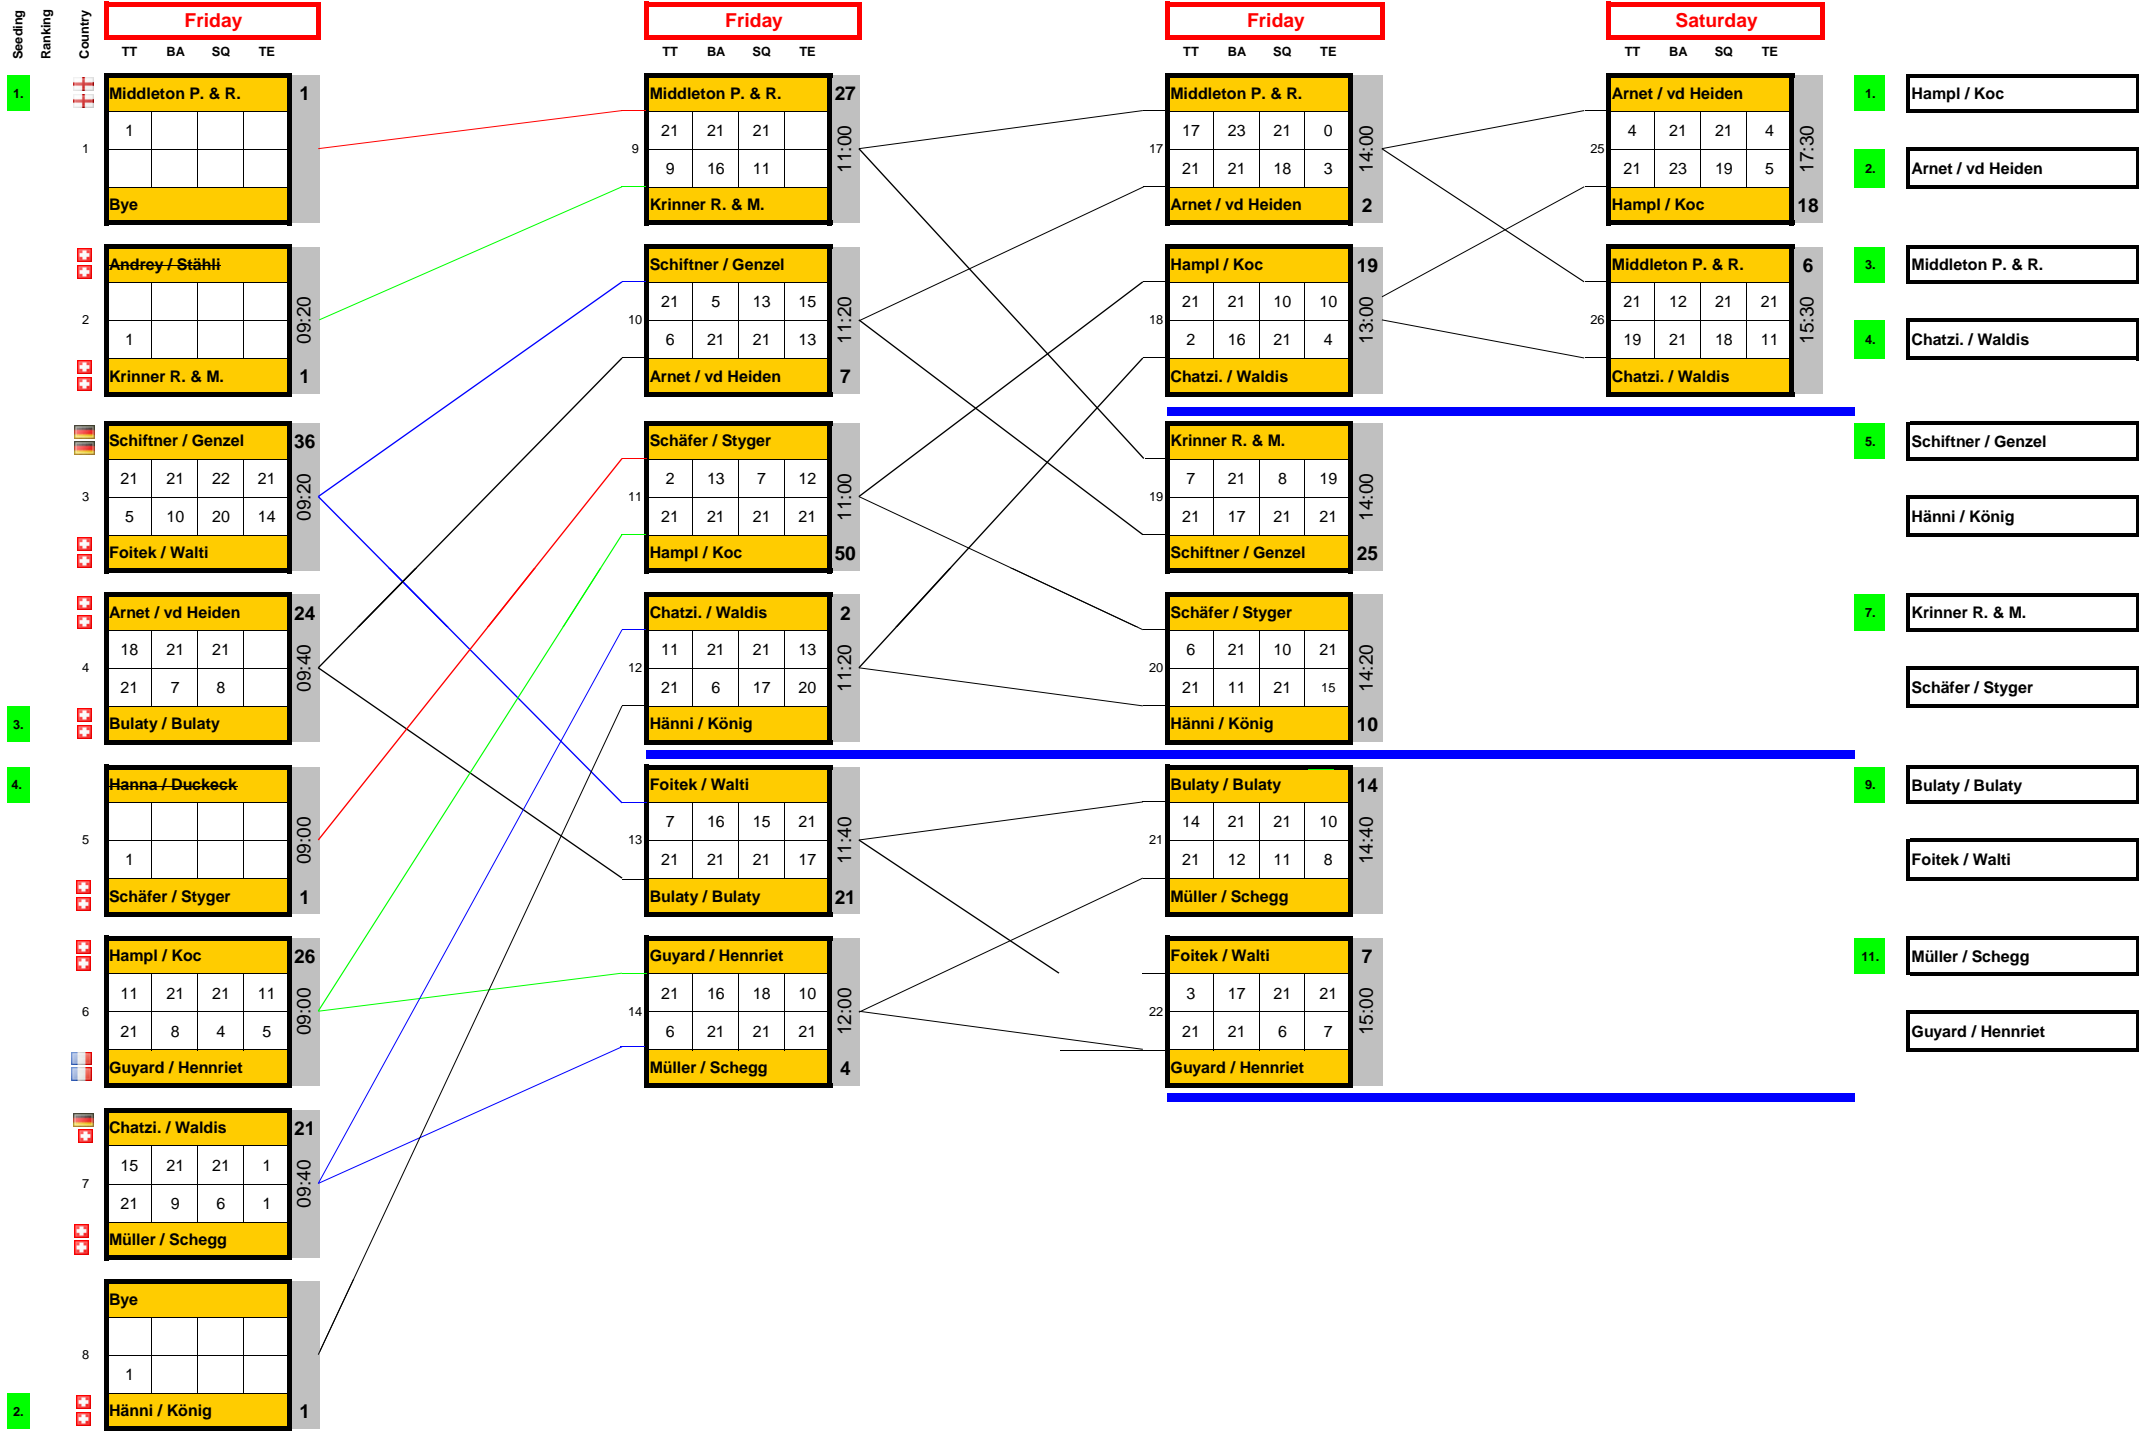 Seeding Ranking Country
Friday Friday Friday Saturday
TT BA SQ TE TT BA SQ TE TT BA SQ TE TT BA SQ TE
1.
1
Middleton P. & R. 1
1
Bye
2
Andrey / Stähli
1
09:20
Krinner R. & M. 1
3
Schiftner / Genzel 36
21 21 22 21
5 10 20 14
09:20
Foitek / Walti
4
Arnet / vd Heiden 24
18 21 21
21 7 8
09:40
3.
Bulaty / Bulaty
4.
5
Hanna / Duckeck
1
09:00
Schäfer / Styger 1
6
Hampl / Koc 26
11 21 21 11
21 8 4 5
09:00
Guyard / Hennriet
7
Chatzi. / Waldis 21
15 21 21 1
21 9 6 1
09:40
Müller / Schegg
8
Bye
1
2.
Hänni / König 1
9
Middleton P. & R. 27
21 21 21
9 16 11
11:00
Krinner R. & M.
10
Schiftner / Genzel
21 5 13 15
6 21 21 13
11:20
Arnet / vd Heiden 7
11
Schäfer / Styger
2 13 7 12
21 21 21 21
11:00
Hampl / Koc 50
12
Chatzi. / Waldis 2
11 21 21 13
21 6 17 20
11:20
Hänni / König
13
Foitek / Walti
7 16 15 21
21 21 21 17
11:40
Bulaty / Bulaty 21
14
Guyard / Hennriet
21 16 18 10
6 21 21 21
12:00
Müller / Schegg 4
17
Middleton P. & R.
17 23 21 0
21 21 18 3
14:00
Arnet / vd Heiden 2
18
Hampl / Koc 19
21 21 10 10
2 16 21 4
13:00
Chatzi. / Waldis
19
Krinner R. & M.
7 21 8 19
21 17 21 21
14:00
Schiftner / Genzel 25
20
Schäfer / Styger
6 21 10 21
21 11 21 15
14:20
Hänni / König 10
21
Bulaty / Bulaty 14
14 21 21 10
21 12 11 8
14:40
Müller / Schegg
22
Foitek / Walti 7
3 17 21 21
21 21 6 7
15:00
Guyard / Hennriet
25
Arnet / vd Heiden
4 21 21 4
21 23 19 5
17:30
Hampl / Koc 18
26
Middleton P. & R. 6
21 12 21 21
19 21 18 11
15:30
Chatzi. / Waldis
1. Hampl / Koc
2. Arnet / vd Heiden
3. Middleton P. & R.
4. Chatzi. / Waldis
5. Schiftner / Genzel
Hänni / König
7. Krinner R. & M.
Schäfer / Styger
9. Bulaty / Bulaty
Foitek / Walti
11. Müller / Schegg
Guyard / Hennriet